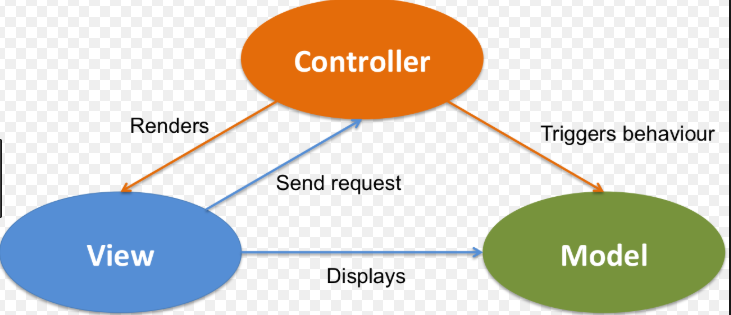 Controller
Renders
Triggers behaviour
Send request
View
Model
Displays